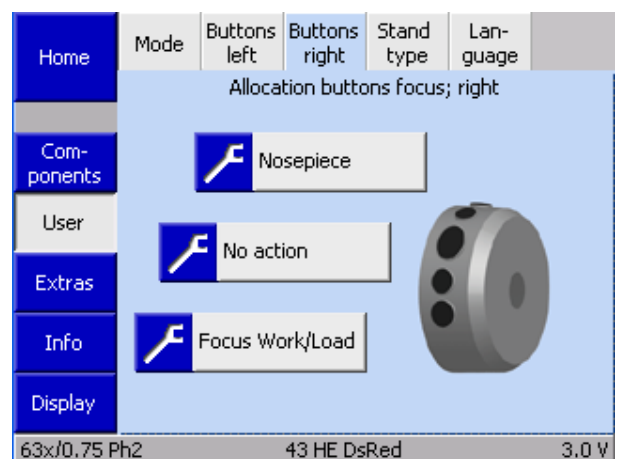 Home
Mode
Buttons
left
Buttons
right
Stand
type
Lan-
guage
Allocation buttons focus; right
Com-
ponents
User
Extras
Info
Display
Nosepiece
No action
Focus Work/Load
63x/0.75 Ph2 43 HE DsRed 3.0 V